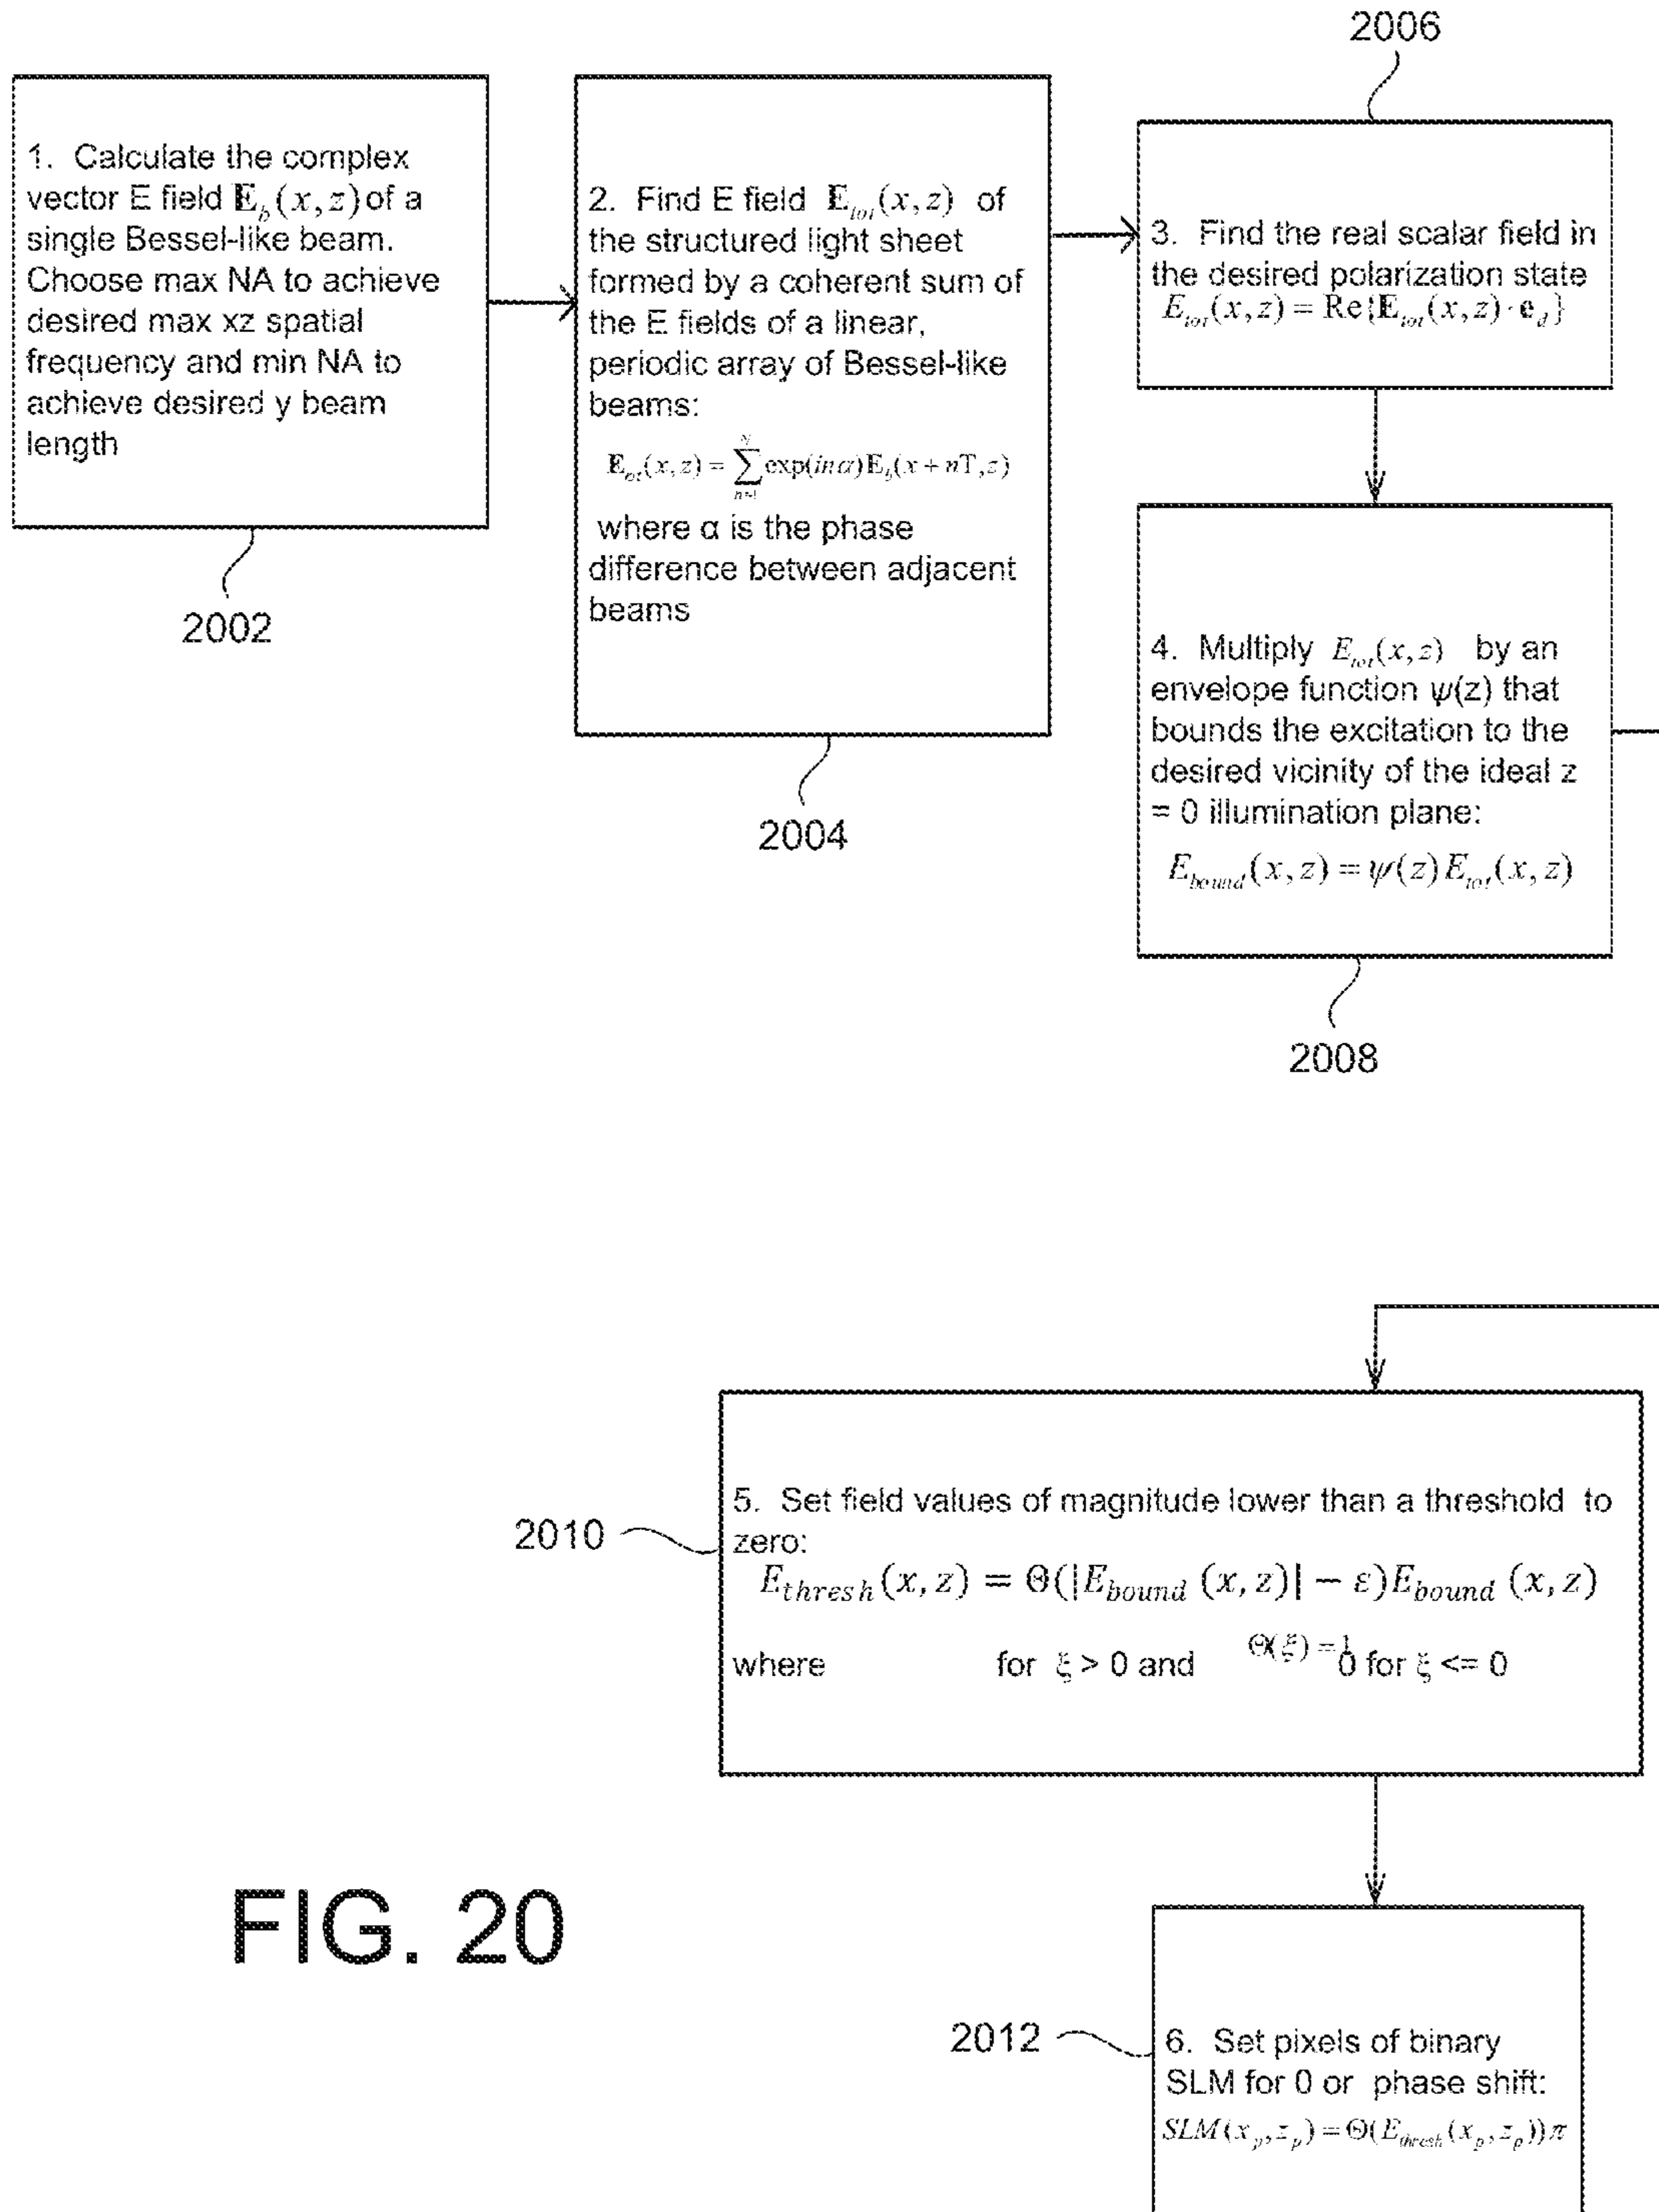 1. Calculate the complex
vector E field E_b(x, z) of a
single Bessel-like beam.
Choose max NA to achieve
desired max xz spatial
frequency and min NA to
achieve desired y beam
length
2002
2. Find E field E_tot(x, z) of
the structured light sheet
formed by a coherent sum of
the E fields of a linear,
periodic array of Bessel-like
beams:
E_tot(x, z) = ∑_{n=1}^{N} exp(inα)E_b(x + nT, z)
where α is the phase
difference between adjacent
beams
2004
2006
3. Find the real scalar field in
the desired polarization state
E_tot(x, z) = Re{E_tot(x, z) · e_d}
4. Multiply E_tot(x, z) by an
envelope function ψ(z) that
bounds the excitation to the
desired vicinity of the ideal z
= 0 illumination plane:
E_bound(x, z) = ψ(z)E_tot(x, z)
2008
2010
5. Set field values of magnitude lower than a threshold to
zero:
E_thresh(x, z) = Θ(|E_bound(x, z)| − ε)E_bound(x, z)
where for ξ > 0 and Θ(ξ) = 1 0 for ξ <= 0
FIG. 20
2012
6. Set pixels of binary
SLM for 0 or phase shift:
SLM(x_p, z_p) = Θ(E_thresh(x_p, z_p))π